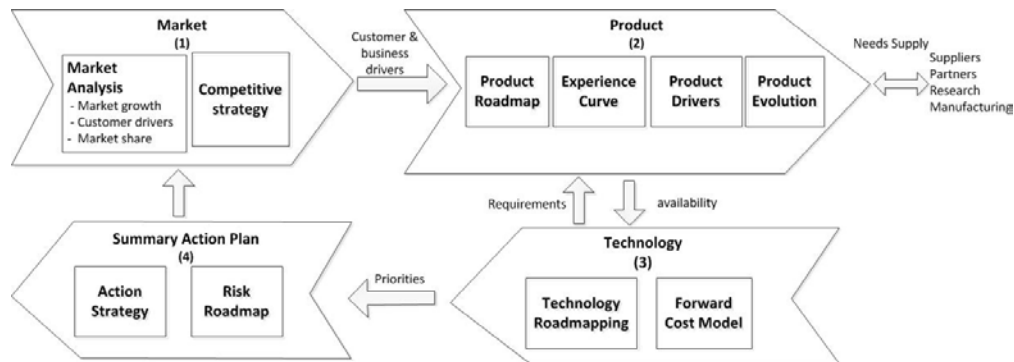 Market
(1)
Market
Analysis
- Market growth
- Customer drivers
- Market share
Competitive
strategy
Customer &
business
drivers
Product
(2)
Product
Roadmap
Experience
Curve
Product
Drivers
Product
Evolution
Needs Supply
Suppliers
Partners
Research
Manufacturing
Requirements
availability
Technology
(3)
Technology
Roadmapping
Forward
Cost Model
Priorities
Summary Action Plan
(4)
Action
Strategy
Risk
Roadmap